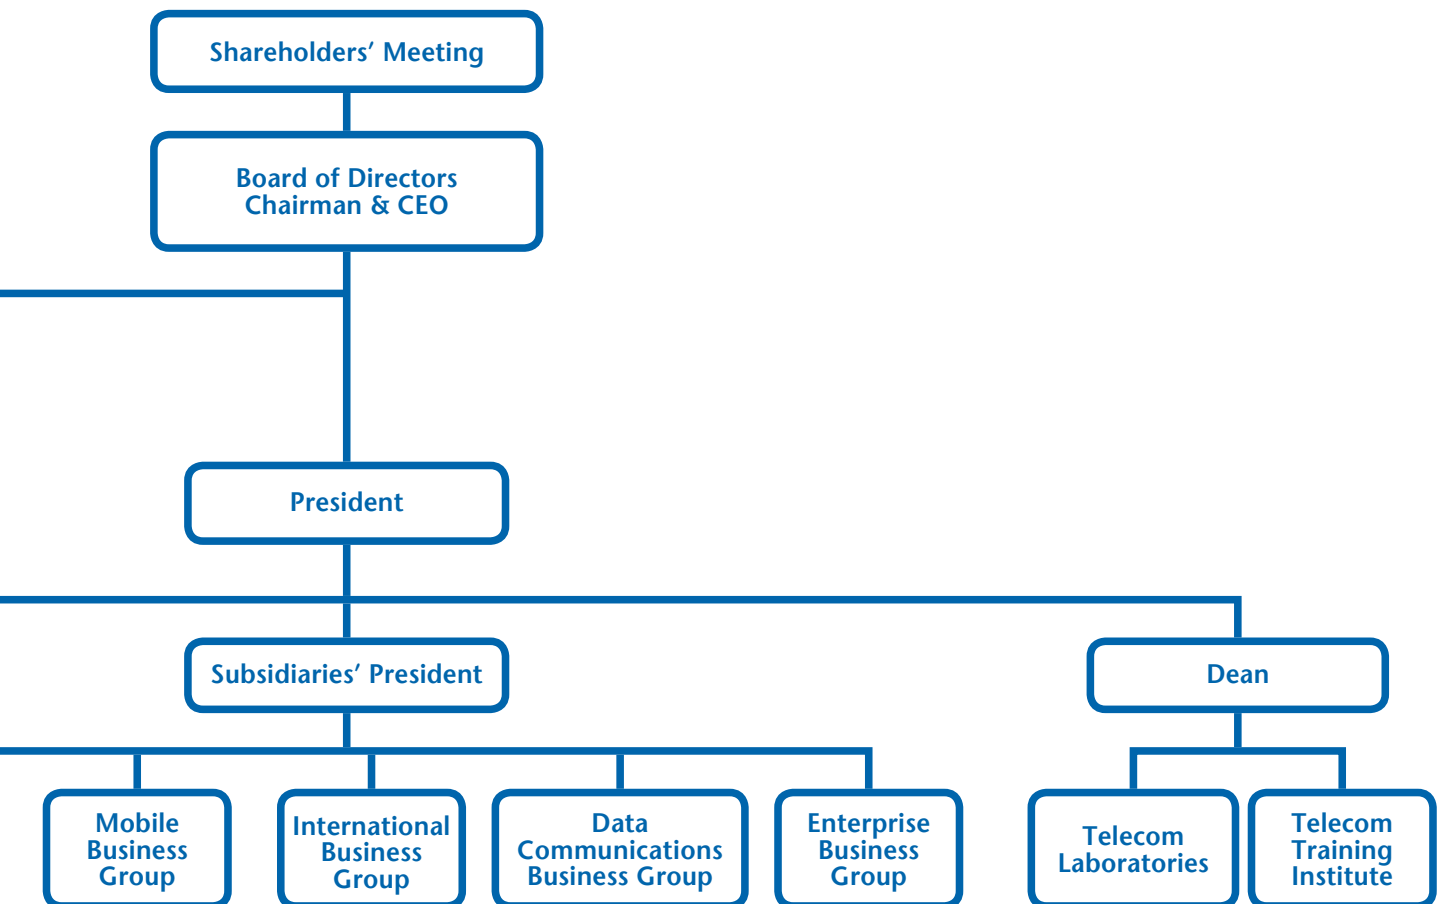 Shareholders’ Meeting
Board of Directors
Chairman & CEO
President
Subsidiaries’ President
Dean
Mobile
Business
Group
International
Business
Group
Data
Communications
Business Group
Enterprise
Business
Group
Telecom
Laboratories
Telecom
Training
Institute